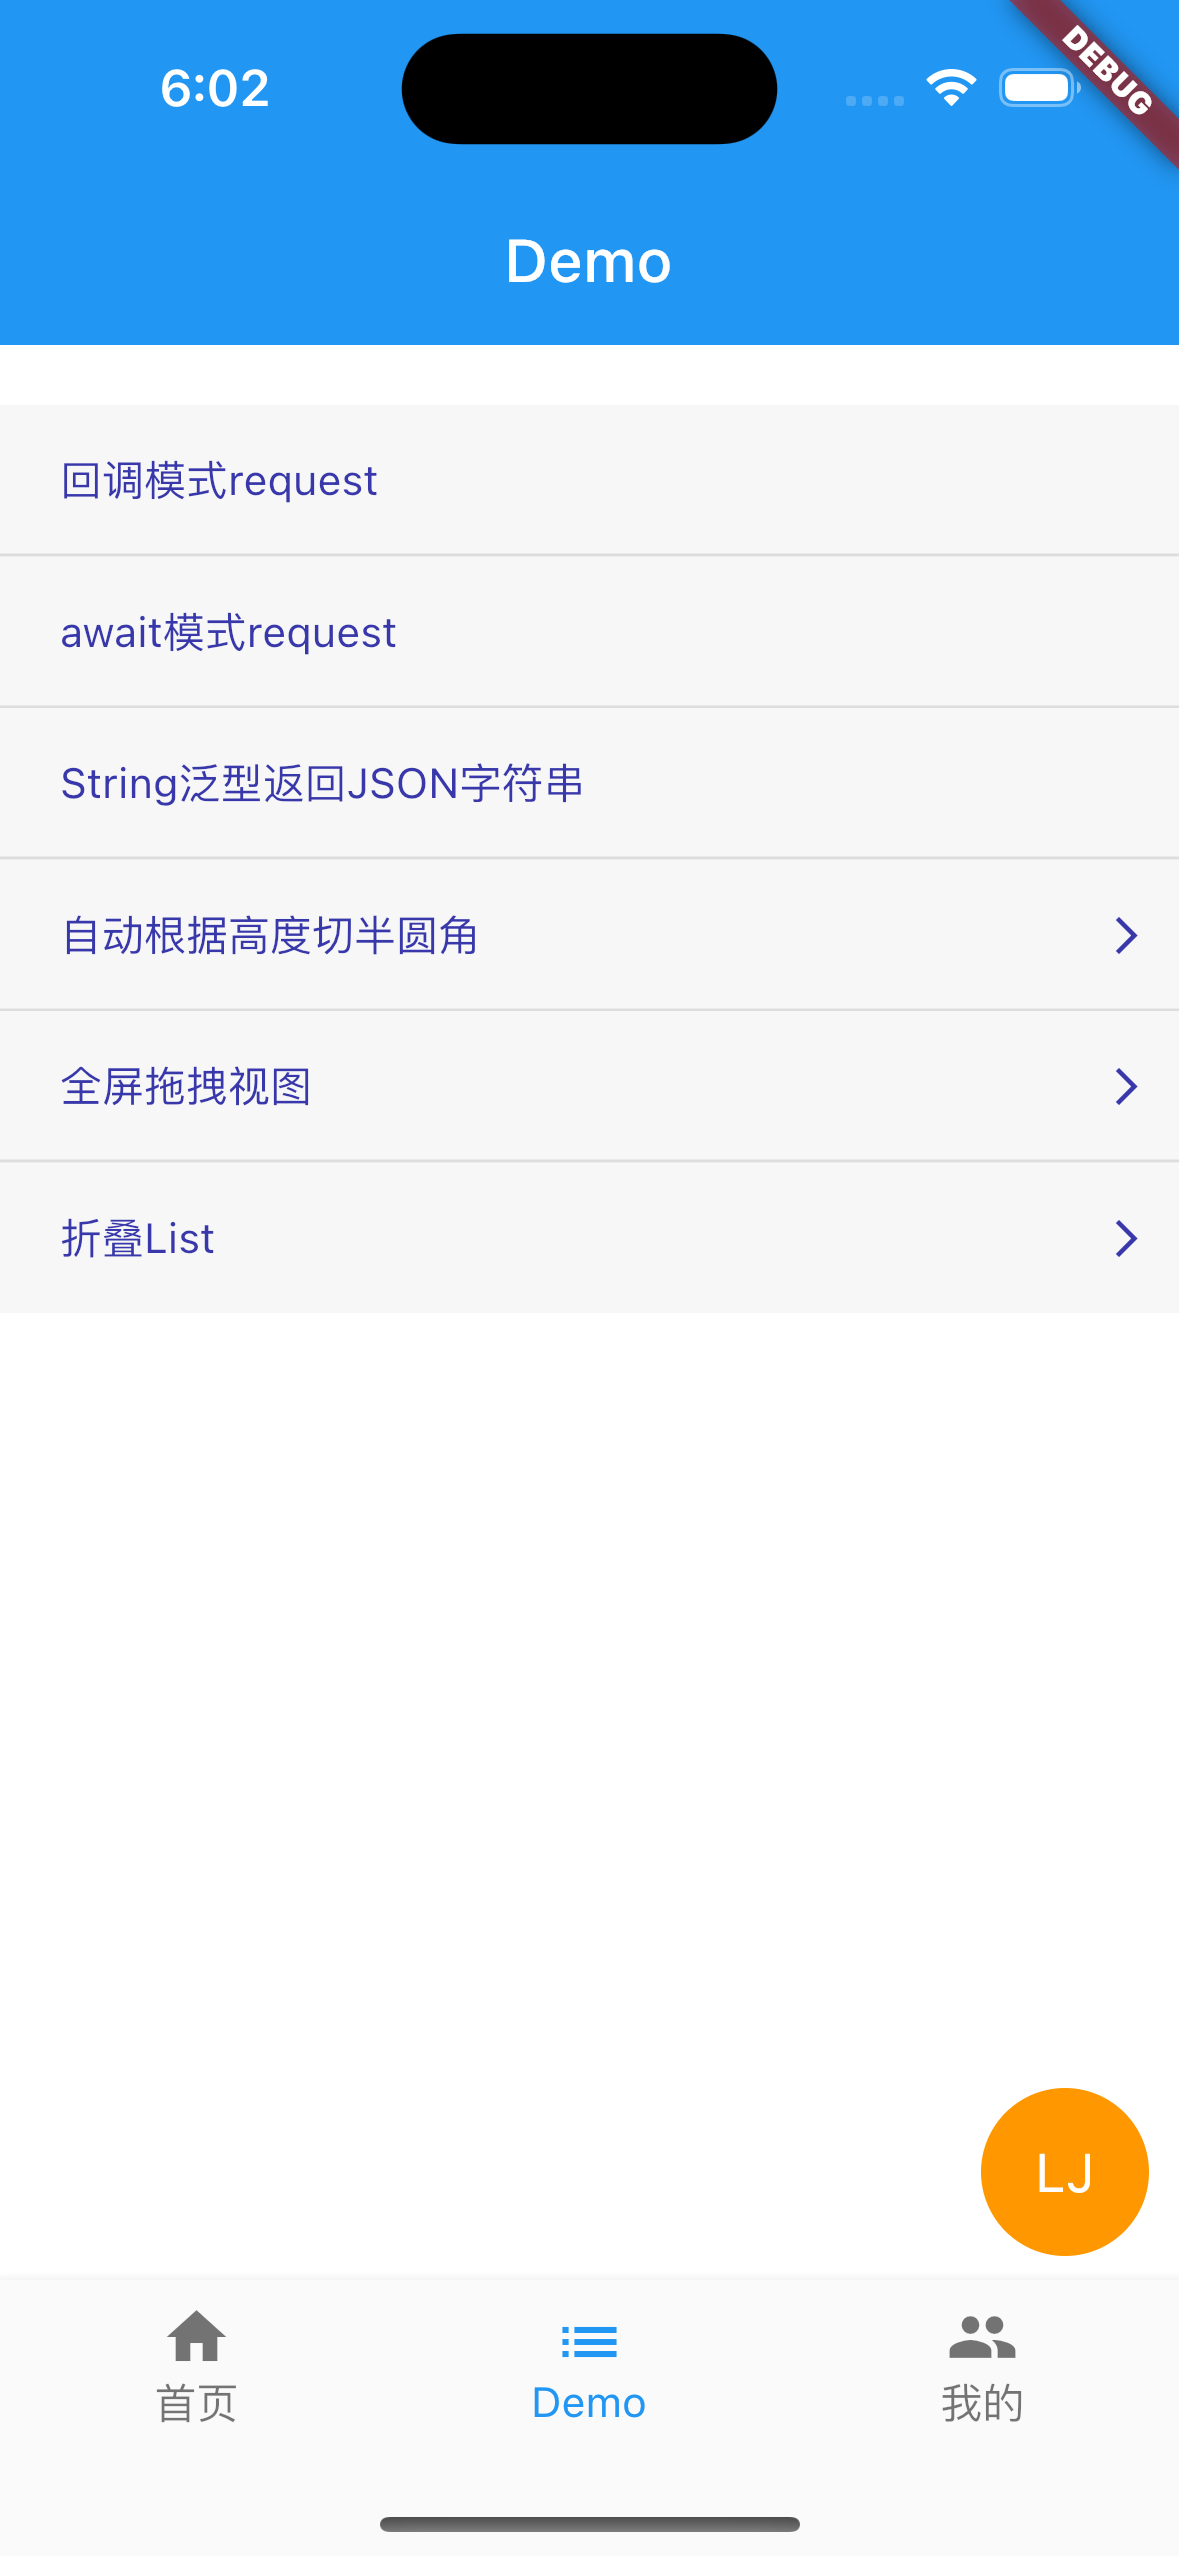 6:02
DEBUG
Demo
回调模式request
await模式request
String泛型返回JSON字符串
自动根据高度切半圆角
全屏拖拽视图
折叠List
LJ
首页
Demo
我的